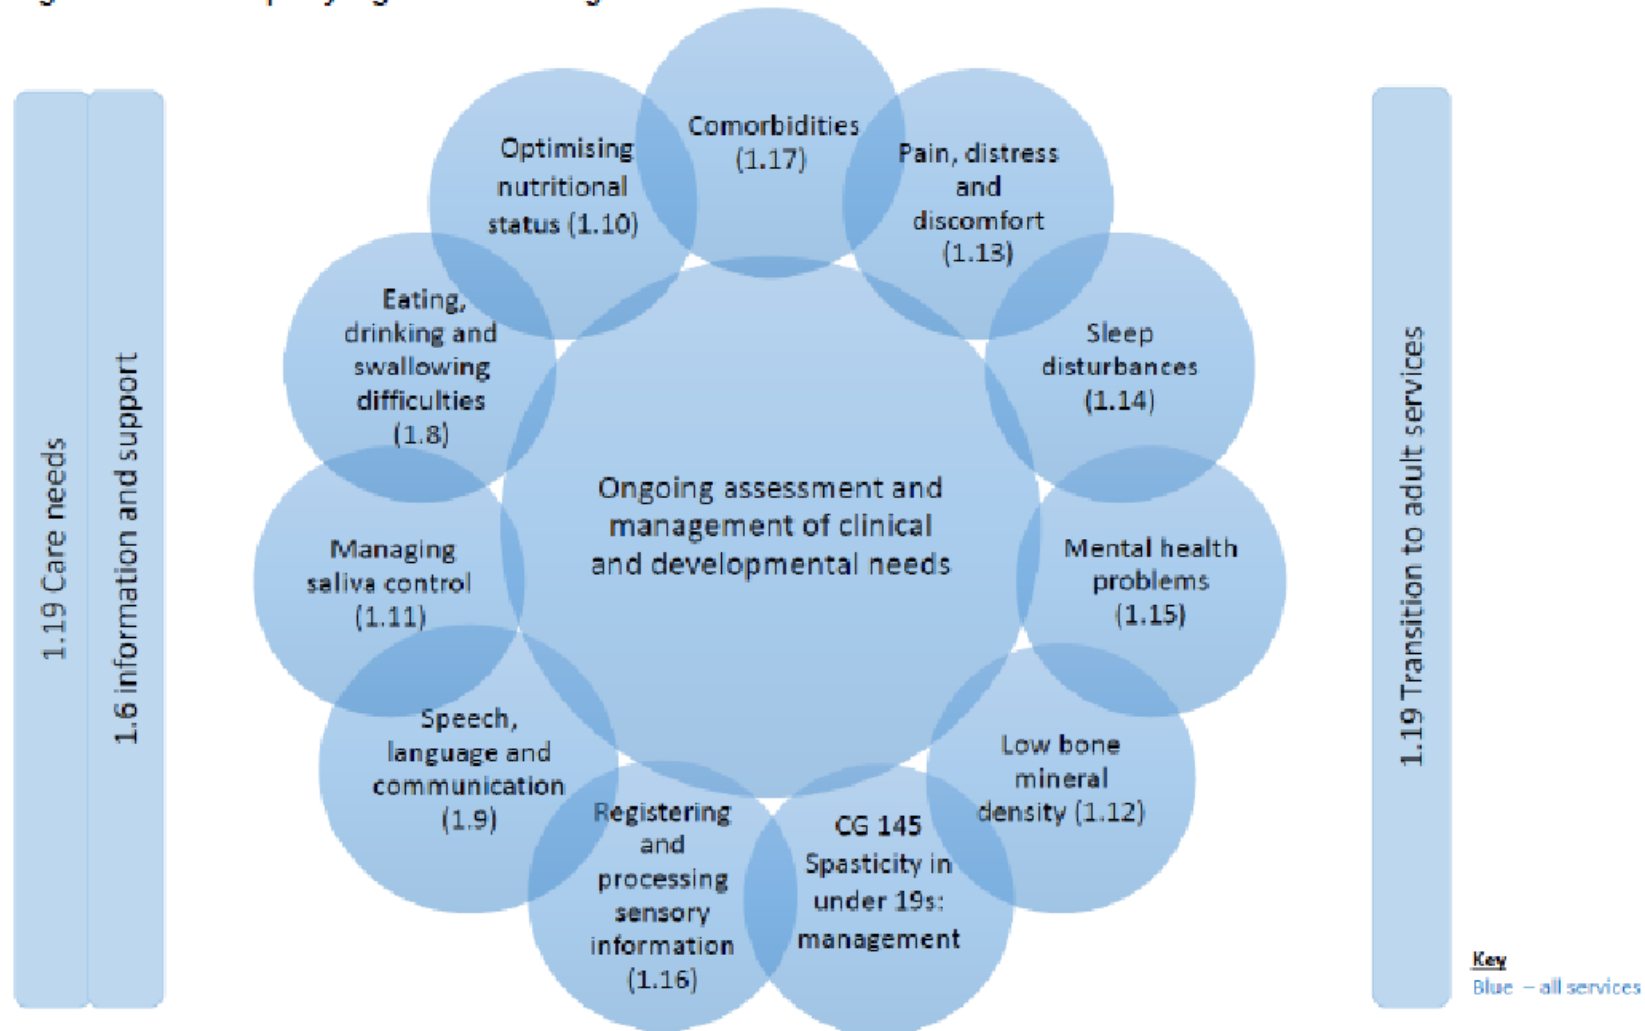 Comorbidities
(1.17)
Optimising
nutritional
status (1.10)
Pain, distress
and
discomfort
(1.13)
Eating,
drinking and
swallowing
difficulties
(1.8)
Sleep
disturbances
(1.14)
Ongoing assessment and
management of clinical
and developmental needs
Managing
saliva control
(1.11)
Mental health
problems
(1.15)
Speech,
language and
communication
(1.9)
Low bone
mineral
density (1.12)
Registering
and
processing
sensory
information
(1.16)
CG 145
Spasticity in
under 19s:
management
1.19 Care needs
1.6 information and support
1.19 Transition to adult services
Key
Blue – all services